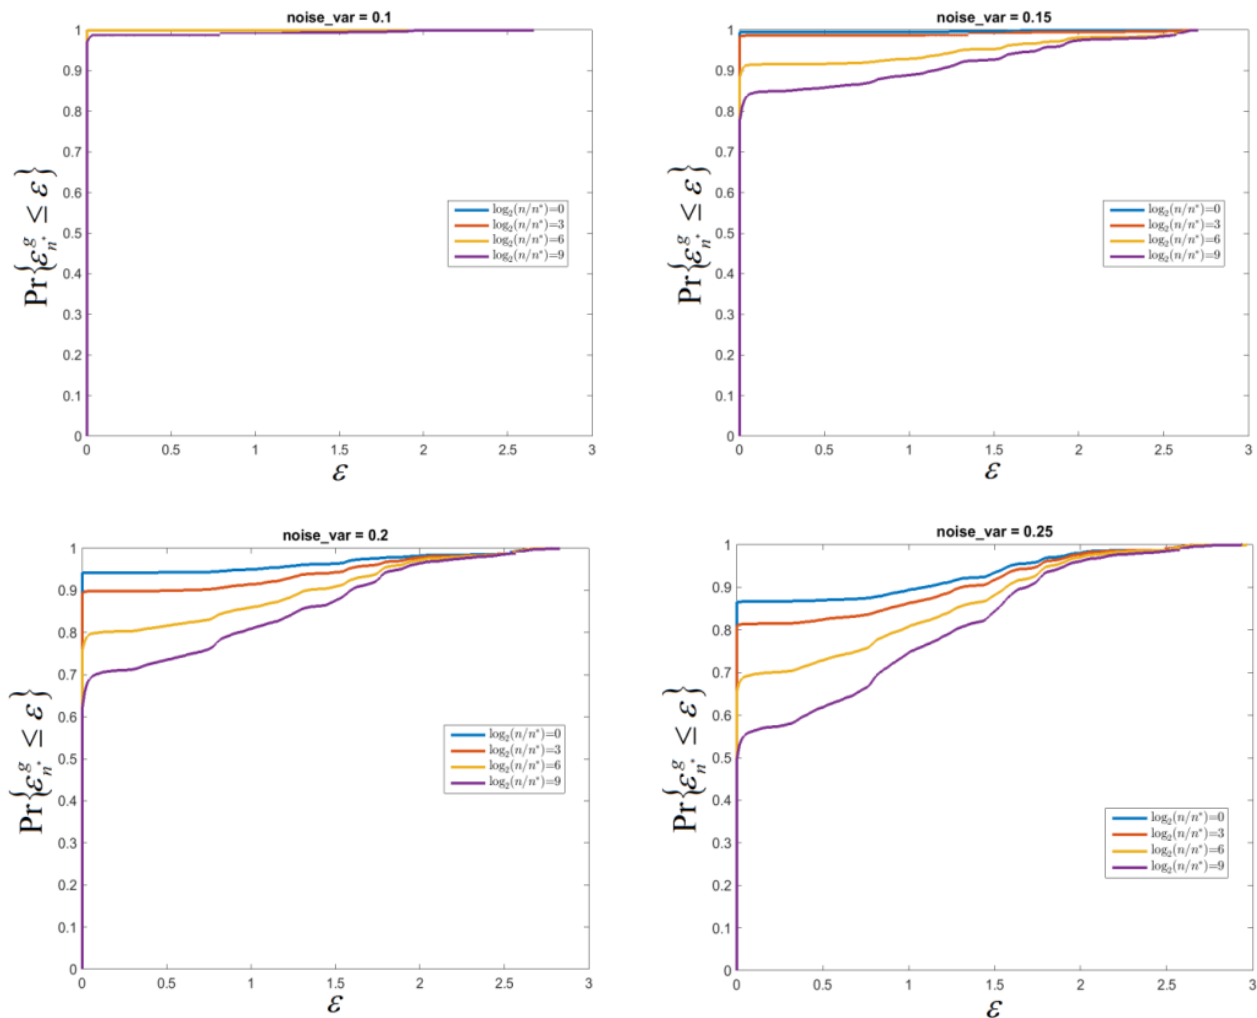 noise_var = 0.1
1
0.9
0.8
0.7
0.6
0.5
0.4
0.3
0.2
0.1
0
Pr{ε^g_{n*} ≤ ε}
log₂(n/n*)=0
log₂(n/n*)=3
log₂(n/n*)=6
log₂(n/n*)=9
0 0.5 1 1.5 2 2.5 3
ε
noise_var = 0.15
1
0.9
0.8
0.7
0.6
0.5
0.4
0.3
0.2
0.1
0
Pr{ε^g_{n*} ≤ ε}
log₂(n/n*)=0
log₂(n/n*)=3
log₂(n/n*)=6
log₂(n/n*)=9
0 0.5 1 1.5 2 2.5 3
ε
noise_var = 0.2
1
0.9
0.8
0.7
0.6
0.5
0.4
0.3
0.2
0.1
0
Pr{ε^g_{n*} ≤ ε}
log₂(n/n*)=0
log₂(n/n*)=3
log₂(n/n*)=6
log₂(n/n*)=9
0 0.5 1 1.5 2 2.5 3
ε
noise_var = 0.25
1
0.9
0.8
0.7
0.6
0.5
0.4
0.3
0.2
0.1
0
Pr{ε^g_{n*} ≤ ε}
log₂(n/n*)=0
log₂(n/n*)=3
log₂(n/n*)=6
log₂(n/n*)=9
0 0.5 1 1.5 2 2.5 3
ε